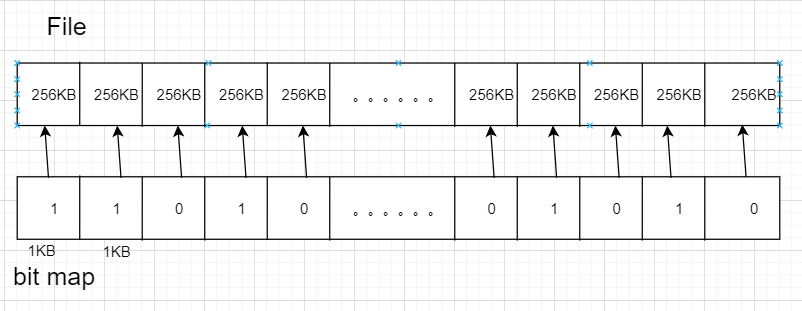 File
256KB 256KB 256KB 256KB 256KB 。。。。。。 256KB 256KB 256KB 256KB 256KB
1 1 0 1 0 。。。。。。 0 1 0 1 0
1KB 1KB
bit map